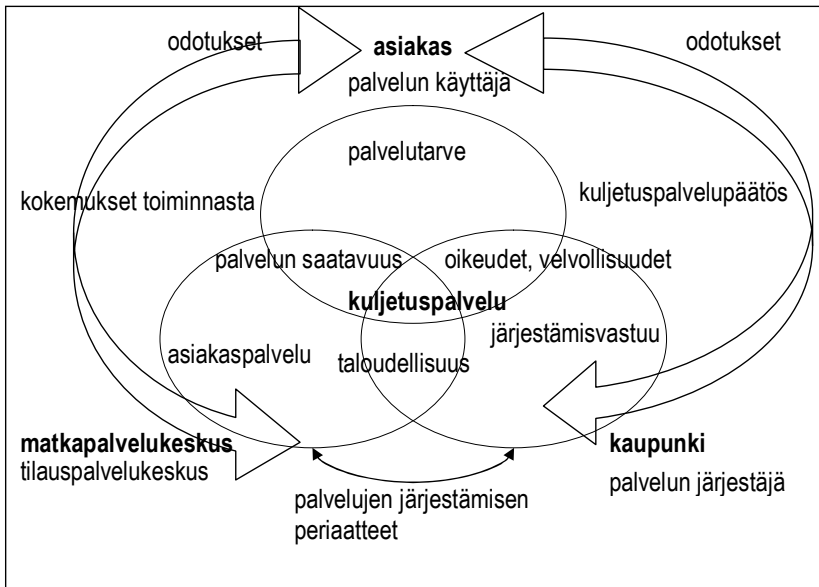 odotukset
asiakas
odotukset
palvelun käyttäjä
palvelutarve
kokemukset toiminnasta
kuljetuspalvelupäätös
palvelun saatavuus
oikeudet, velvollisuudet
kuljetuspalvelu
järjestämisvastuu
asiakaspalvelu
taloudellisuus
matkapalvelukeskus
tilauspalvelukeskus
kaupunki
palvelun järjestäjä
palvelujen järjestämisen
periaatteet